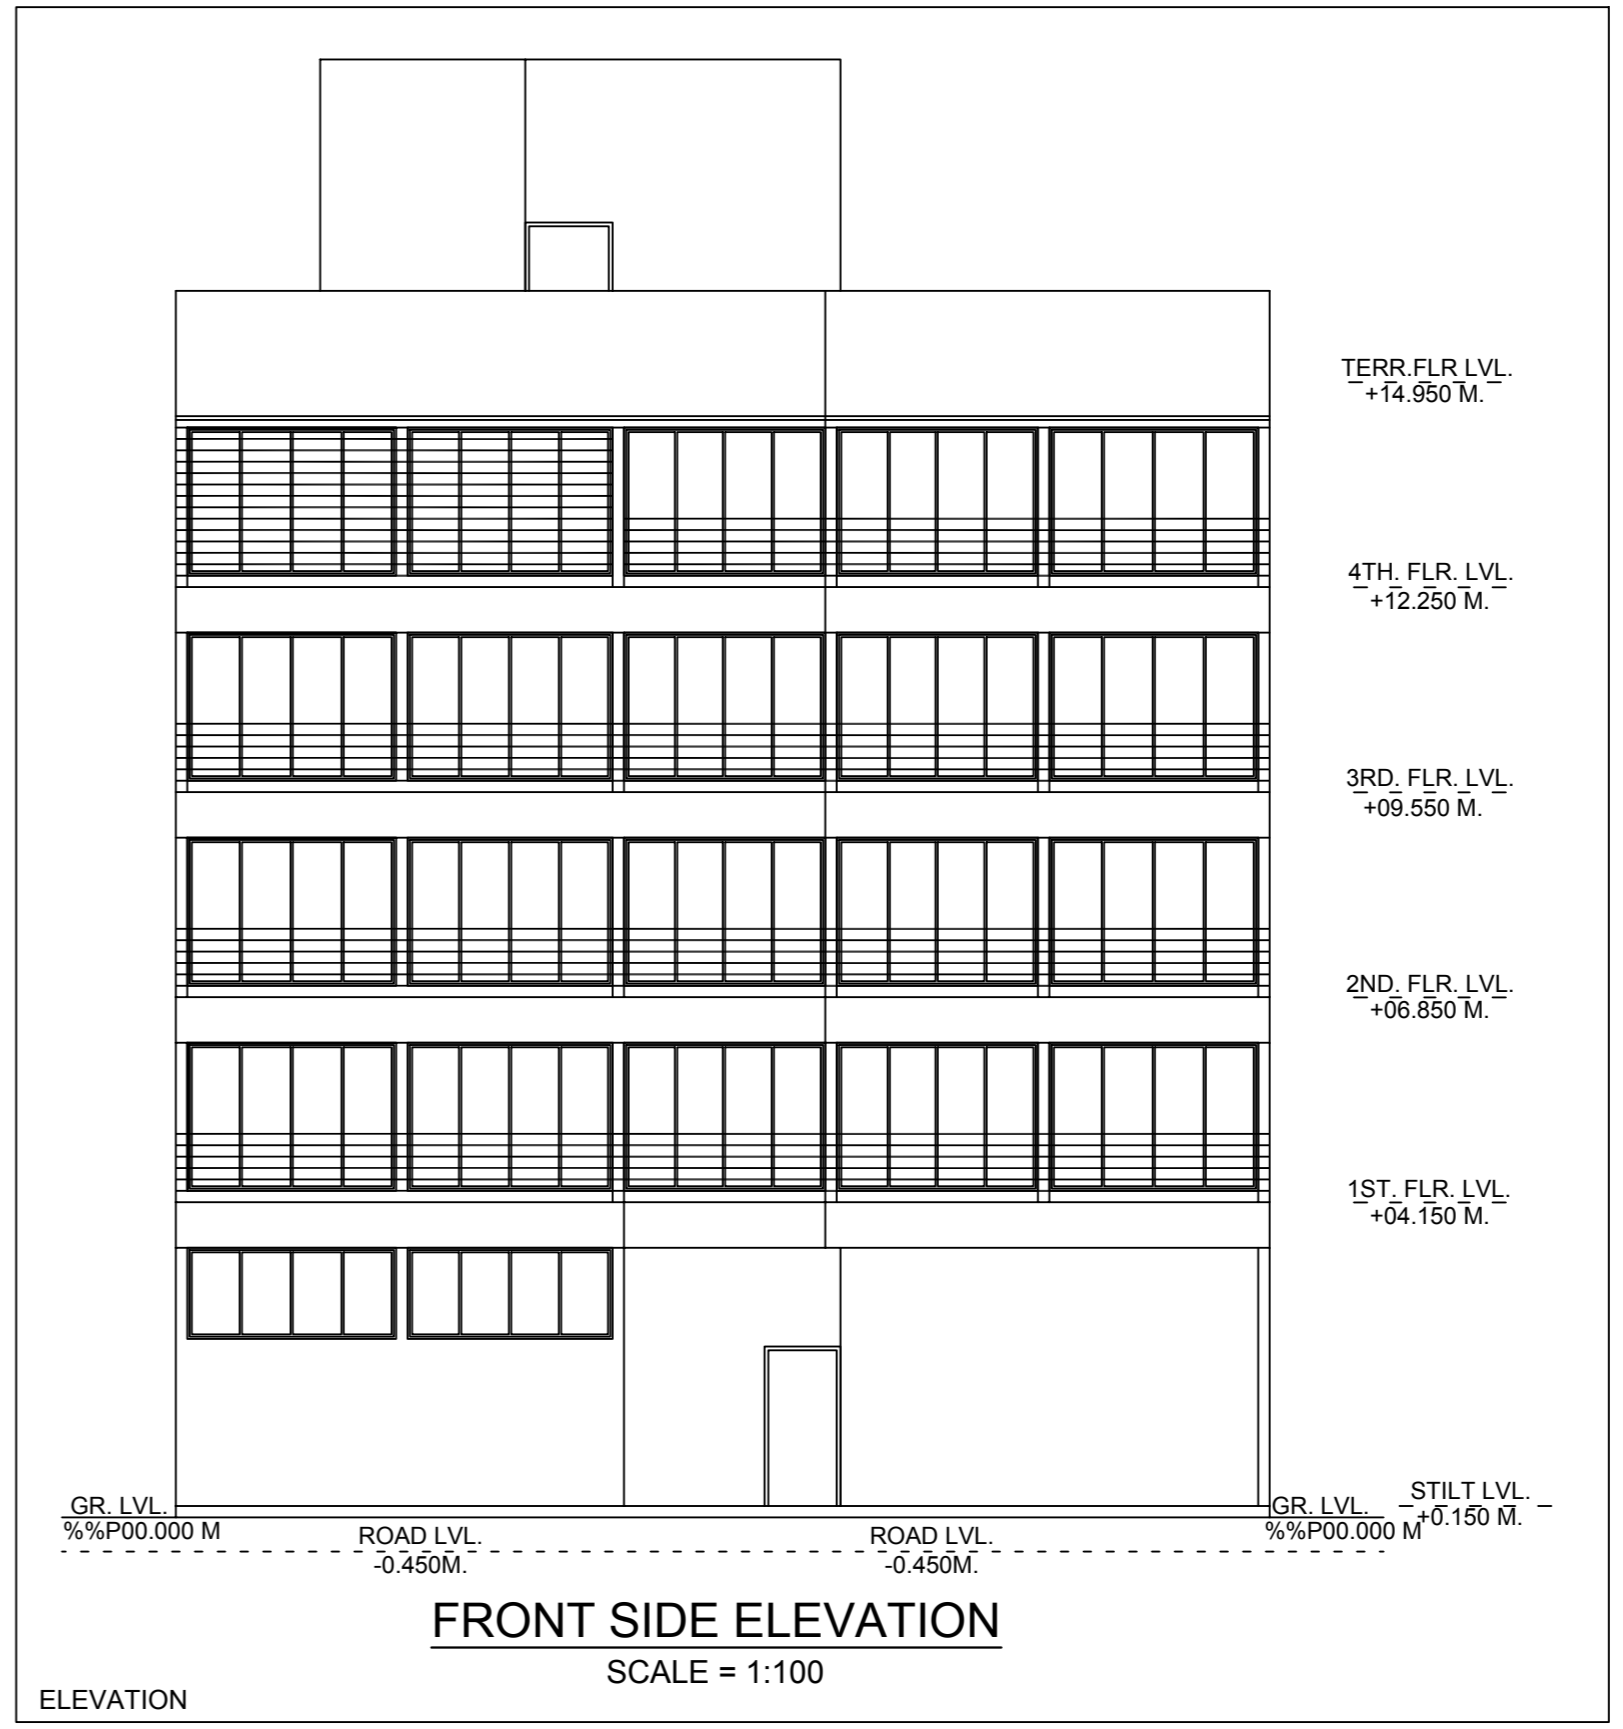 TERR.FLR LVL.
+14.950 M.
4TH. FLR. LVL.
+12.250 M.
3RD. FLR. LVL.
+09.550 M.
2ND. FLR. LVL.
+06.850 M.
1ST. FLR. LVL.
+04.150 M.
GR. LVL.
%%P00.000 M
ROAD LVL.
-0.450M.
ROAD LVL.
-0.450M.
GR. LVL.
%%P00.000 M
STILT LVL.
+0.150 M.
FRONT SIDE ELEVATION
SCALE = 1:100
ELEVATION